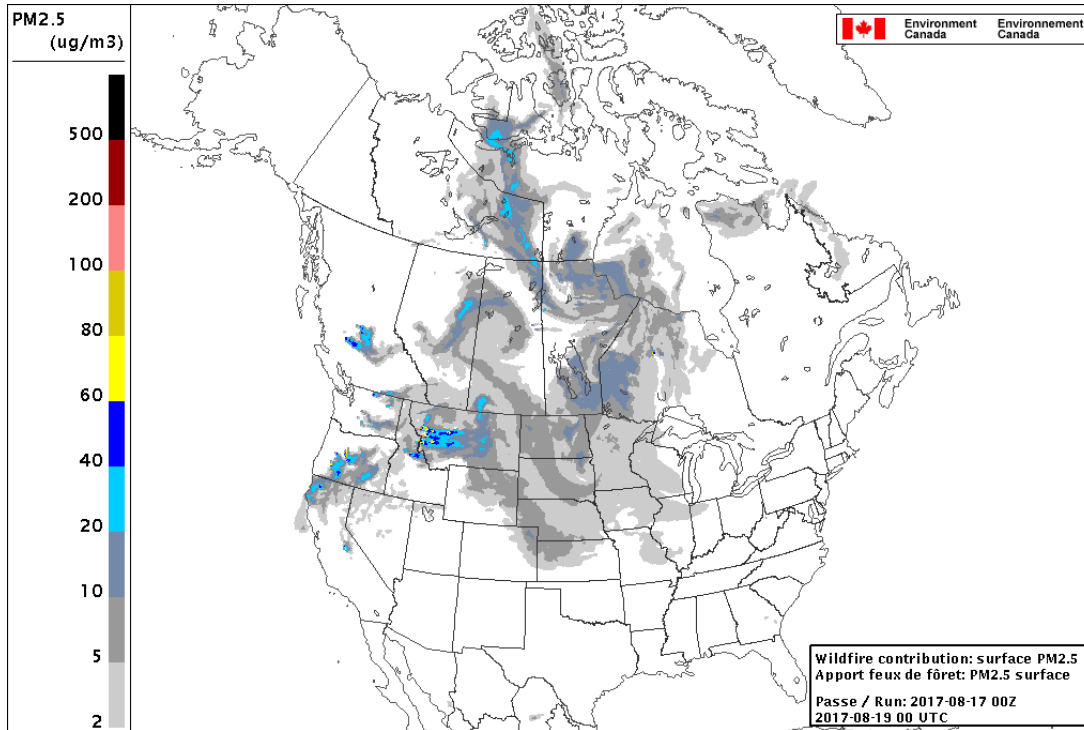 PM2.5
(ug/m3)
500
200
100
80
60
40
20
10
5
2
Environment Environnement
Canada Canada
Wildfire contribution: surface PM2.5
Apport feux de fôret: PM2.5 surface
Passe / Run: 2017-08-17 00Z
2017-08-19 00 UTC